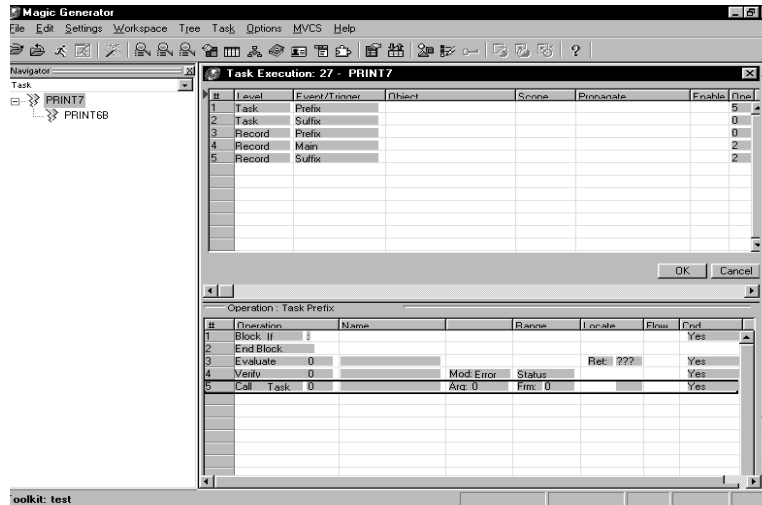 Magic Generator
File Edit Settings Workspace Tree Task Options MVCS Help
Navigator
Task
PRINT7
PRINT6B
Task Execution: 27 - PRINT7
# Level Event/Trigger Object Scope Propagate Enable Ope
1 Task Prefix 5
2 Task Suffix 0
3 Record Prefix 0
4 Record Main 2
5 Record Suffix 2
OK Cancel
Operation : Task Prefix
# Operation Name Range Locate Flow Cnd
1 Block If : Yes
2 End Block
3 Evaluate 0 Ret: ??? Yes
4 Verify 0 Mod: Error Status Yes
5 Call Task 0 Arg: 0 Frm: 0 Yes
oolkit: test